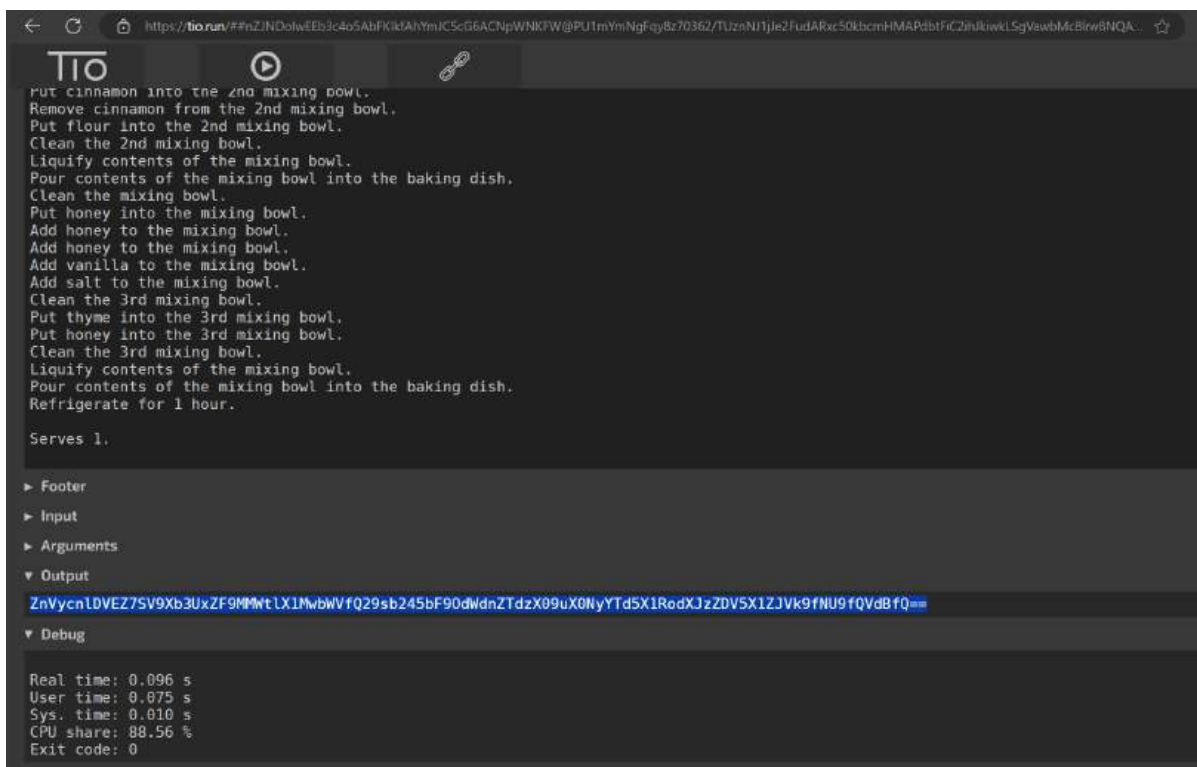 https://tio.run/##
TIO
Put cinnamon into the 2nd mixing bowl.
Remove cinnamon from the 2nd mixing bowl.
Put flour into the 2nd mixing bowl.
Clean the 2nd mixing bowl.
Liquify contents of the mixing bowl.
Pour contents of the mixing bowl into the baking dish.
Clean the mixing bowl.
Put honey into the mixing bowl.
Add honey to the mixing bowl.
Add honey to the mixing bowl.
Add vanilla to the mixing bowl.
Add salt to the mixing bowl.
Clean the 3rd mixing bowl.
Put thyme into the 3rd mixing bowl.
Put honey into the 3rd mixing bowl.
Clean the 3rd mixing bowl.
Liquify contents of the mixing bowl.
Pour contents of the mixing bowl into the baking dish.
Refrigerate for 1 hour.
Serves 1.
► Footer
► Input
► Arguments
▼ Output
ZnVycnlDVEZ7SV9Xb3UxZF9MMWtlX1MwbWVfQ29sb245bF9OdWdnZTdzX09uX0NyYTd5X1RodXJzZDV5X1ZJVk9fNU9fQVdBfQ==
▼ Debug
Real time: 0.096 s
User time: 0.075 s
Sys. time: 0.010 s
CPU share: 88.56 %
Exit code: 0